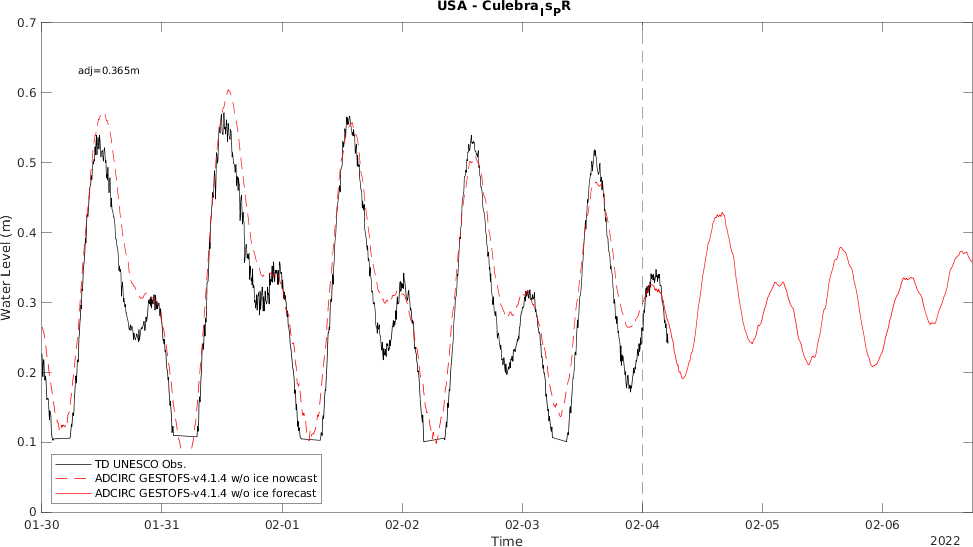 USA - Culebra_Is_PR
0.7
adj=0.365m
0.6
0.5
0.4
0.3
0.2
0.1
0
Water Level (m)
TD UNESCO Obs.
ADCIRC GESTOFS-v4.1.4 w/o ice nowcast
ADCIRC GESTOFS-v4.1.4 w/o ice forecast
01-30 01-31 02-01 02-02 02-03 02-04 02-05 02-06
Time
2022